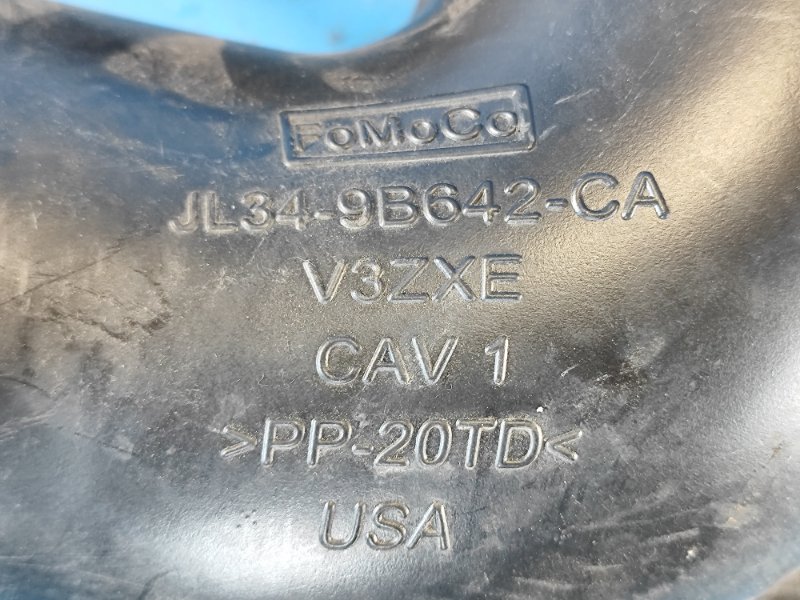 FoMoCo
JL34-9B642-CA
V3ZXE
CAV 1
>PP-20TD<
USA